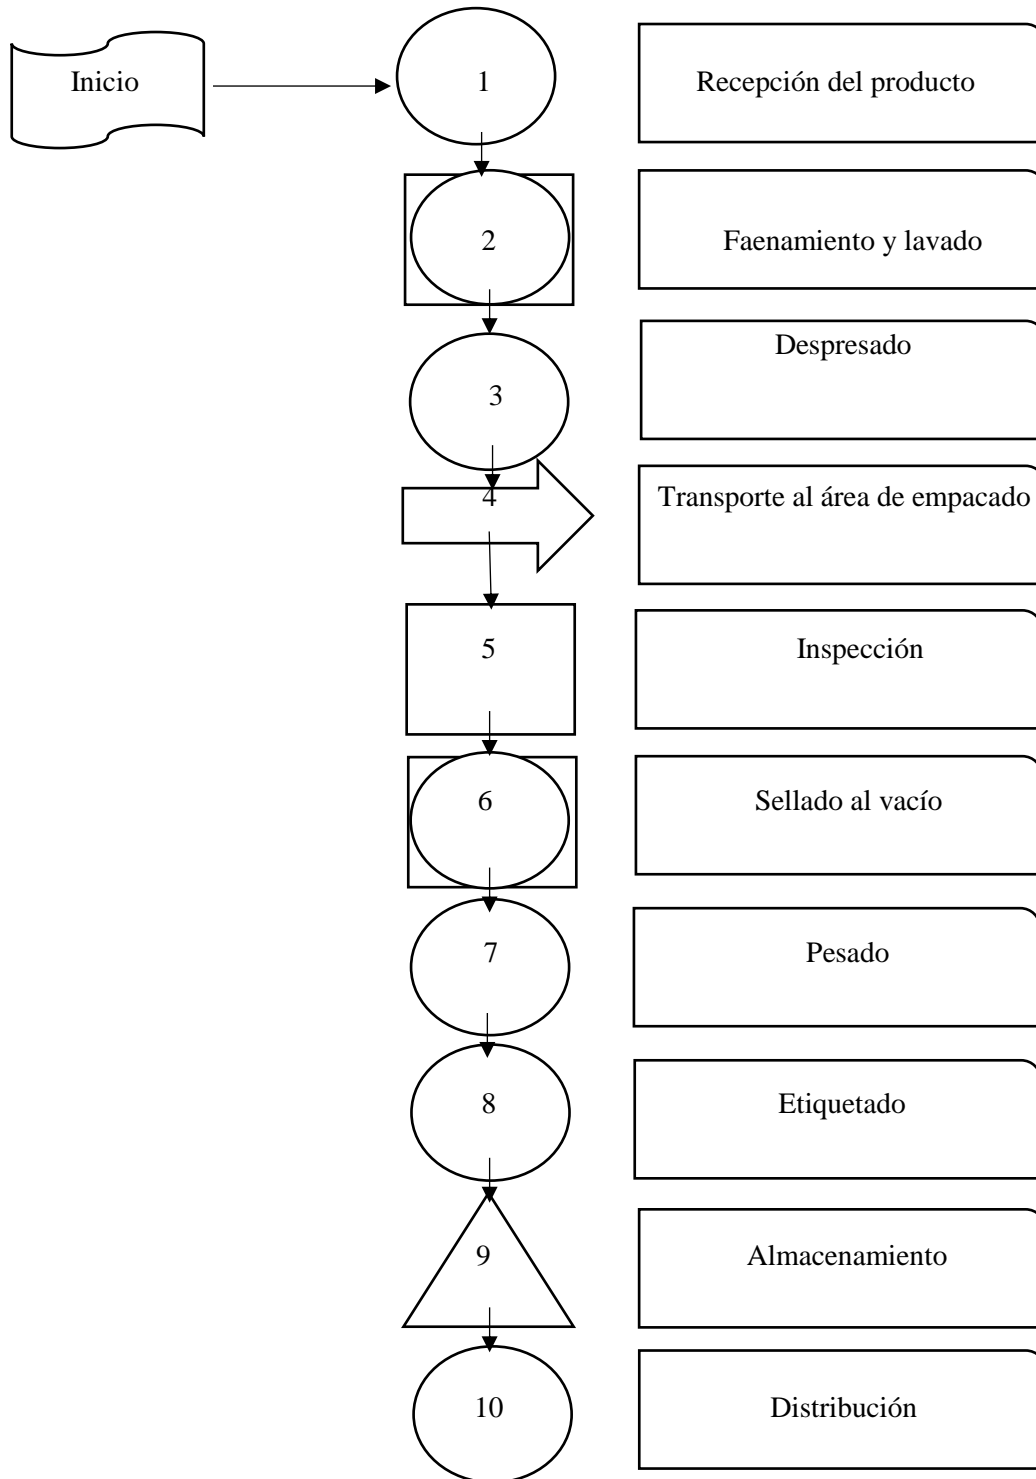 Inicio
1
Recepción del producto
2
Faenamiento y lavado
3
Despresado
4
Transporte al área de empacado
5
Inspección
6
Sellado al vacío
7
Pesado
8
Etiquetado
9
Almacenamiento
10
Distribución